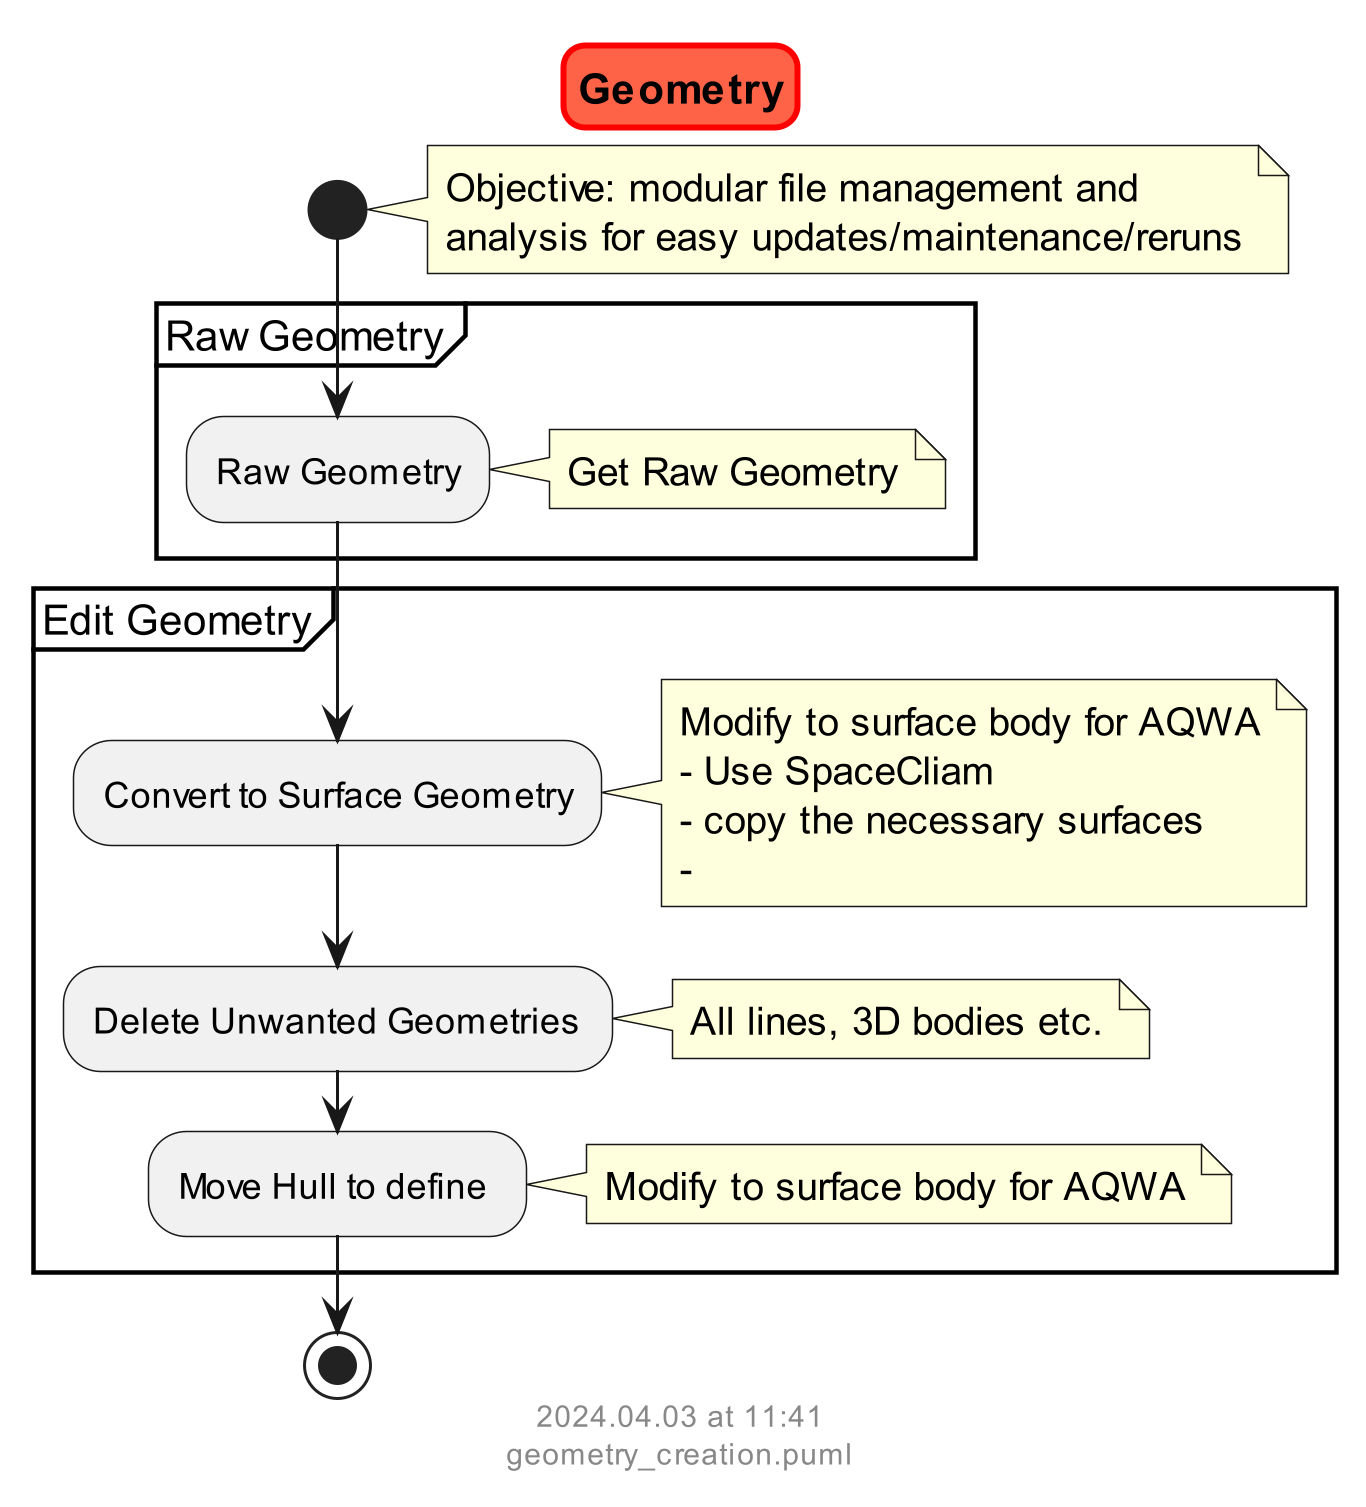 Geometry
Objective: modular file management and
analysis for easy updates/maintenance/reruns
Raw Geometry
Raw Geometry
Get Raw Geometry
Edit Geometry
Convert to Surface Geometry
Modify to surface body for AQWA
- Use SpaceCliam
- copy the necessary surfaces
-
Delete Unwanted Geometries
All lines, 3D bodies etc.
Move Hull to define
Modify to surface body for AQWA
2024.04.03 at 11:41
geometry_creation.puml